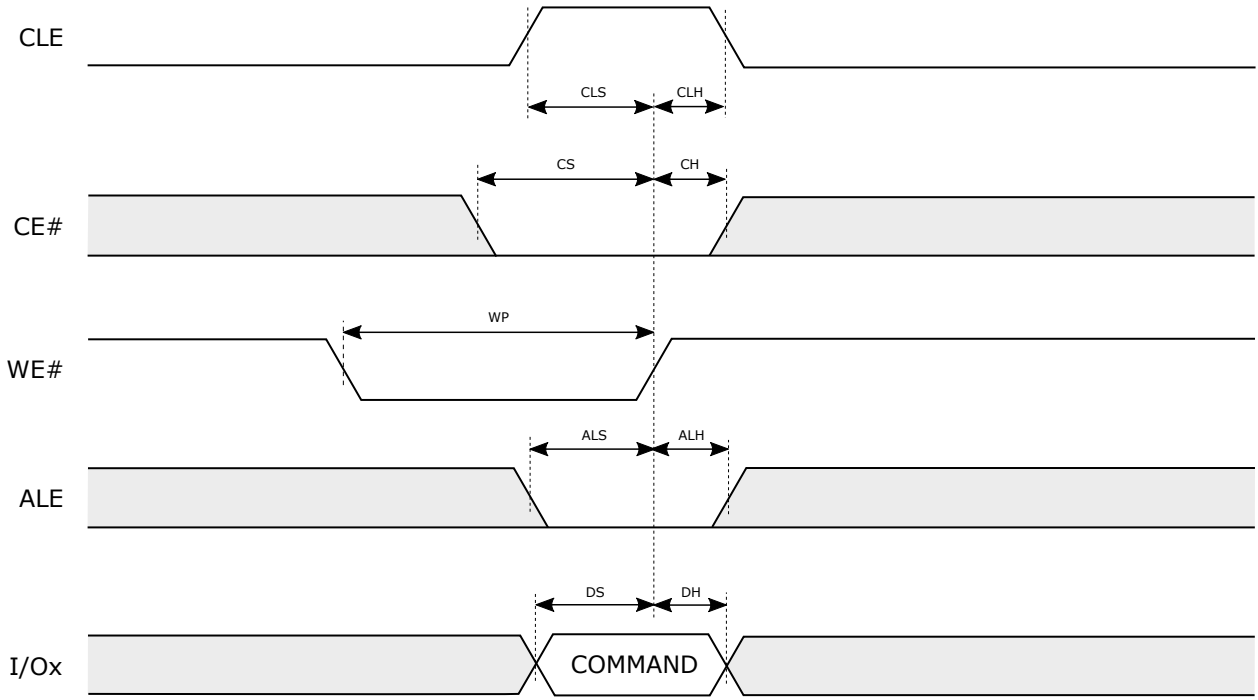 CLE
CLS
CLH
CS
CH
CE#
WP
WE#
ALS
ALH
ALE
DS
DH
I/Ox
COMMAND